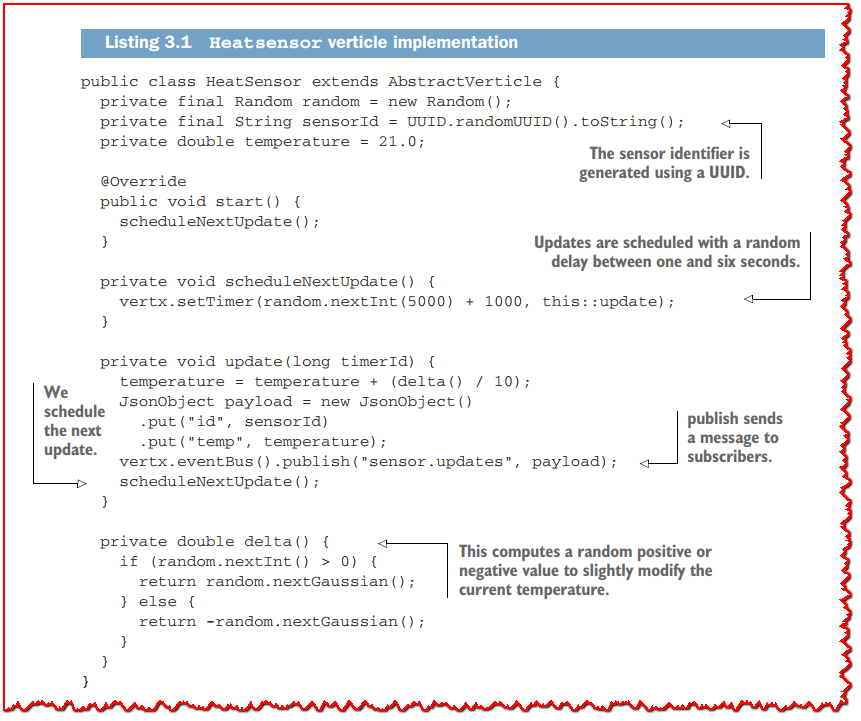 Listing 3.1 Heatsensor verticle implementation
public class HeatSensor extends AbstractVerticle {
  private final Random random = new Random();
  private final String sensorId = UUID.randomUUID().toString();
  private double temperature = 21.0;
The sensor identifier is
generated using a UUID.
  @Override
  public void start() {
    scheduleNextUpdate();
  }
Updates are scheduled with a random
delay between one and six seconds.
  private void scheduleNextUpdate() {
    vertx.setTimer(random.nextInt(5000) + 1000, this::update);
  }
  private void update(long timerId) {
    temperature = temperature + (delta() / 10);
    JsonObject payload = new JsonObject()
      .put("id", sensorId)
      .put("temp", temperature);
    vertx.eventBus().publish("sensor.updates", payload);
    scheduleNextUpdate();
  }
We
schedule
the next
update.
publish sends
a message to
subscribers.
  private double delta() {
    if (random.nextInt() > 0) {
      return random.nextGaussian();
    } else {
      return -random.nextGaussian();
    }
  }
}
This computes a random positive or
negative value to slightly modify the
current temperature.